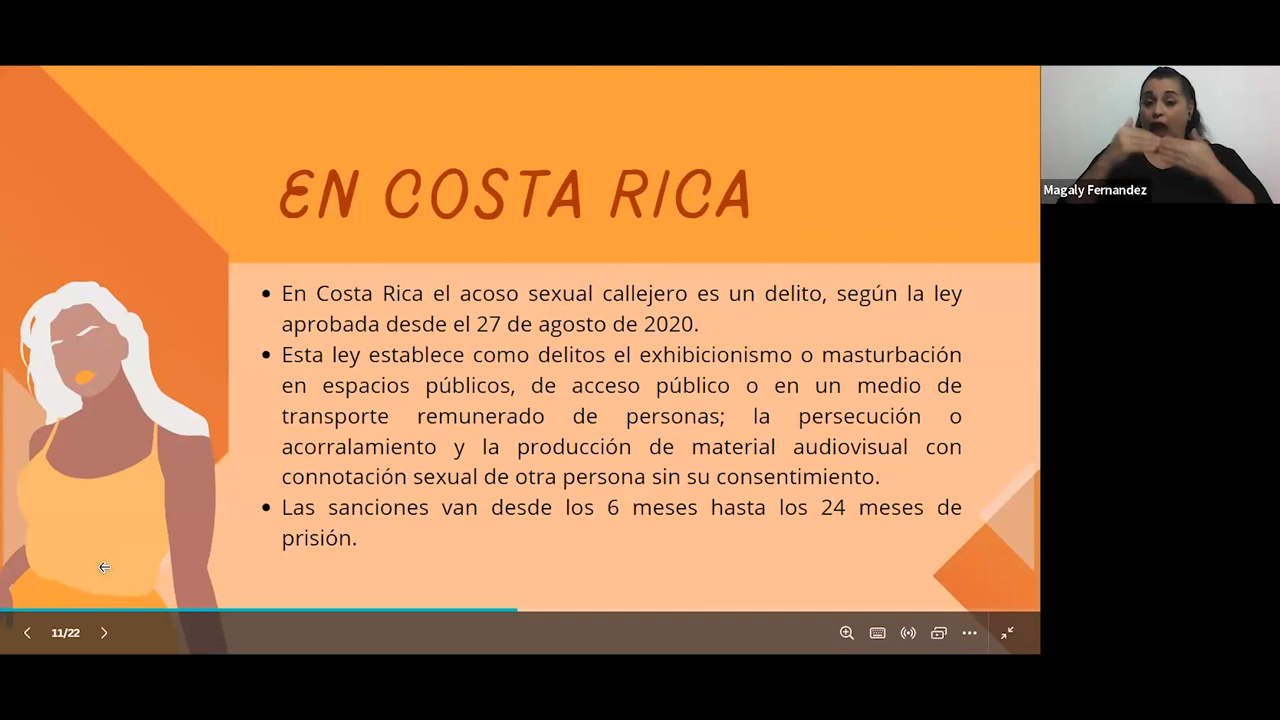 EN COSTA RICA
Magaly Fernandez
• En Costa Rica el acoso sexual callejero es un delito, según la ley
aprobada desde el 27 de agosto de 2020.
• Esta ley establece como delitos el exhibicionismo o masturbación
en espacios públicos, de acceso público o en un medio de
transporte remunerado de personas; la persecución o
acorralamiento y la producción de material audiovisual con
connotación sexual de otra persona sin su consentimiento.
• Las sanciones van desde los 6 meses hasta los 24 meses de
prisión.
11/22